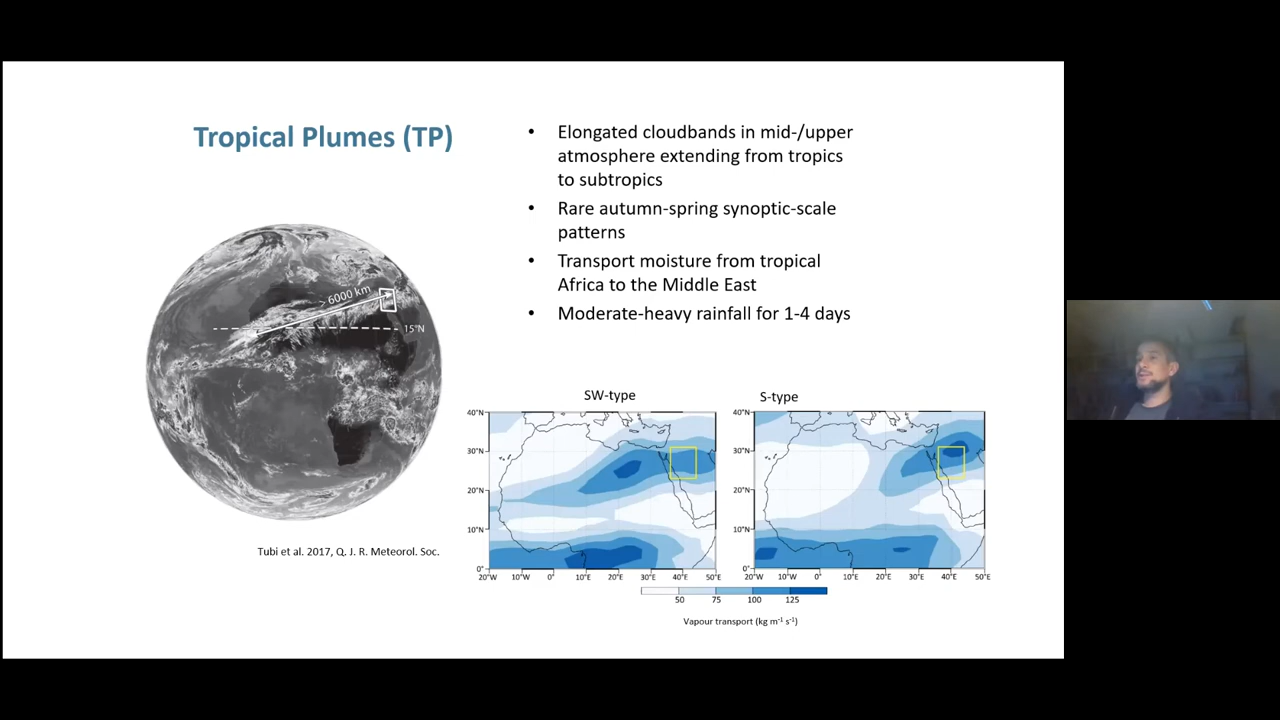 Tropical Plumes (TP)
• Elongated cloudbands in mid-/upper
atmosphere extending from tropics
to subtropics
• Rare autumn-spring synoptic-scale
patterns
• Transport moisture from tropical
Africa to the Middle East
• Moderate-heavy rainfall for 1-4 days
> 6000 km
15°N
Tubi et al. 2017, Q. J. R. Meteorol. Soc.
SW-type
40°N
30°N
20°N
10°N
0°
20°W 10°W 0° 10°E 20°E 30°E 40°E 50°E
S-type
40°N
30°N
20°N
10°N
0°
20°W 10°W 0° 10°E 20°E 30°E 40°E 50°E
50 75 100 125
Vapour transport (kg m⁻¹ s⁻¹)